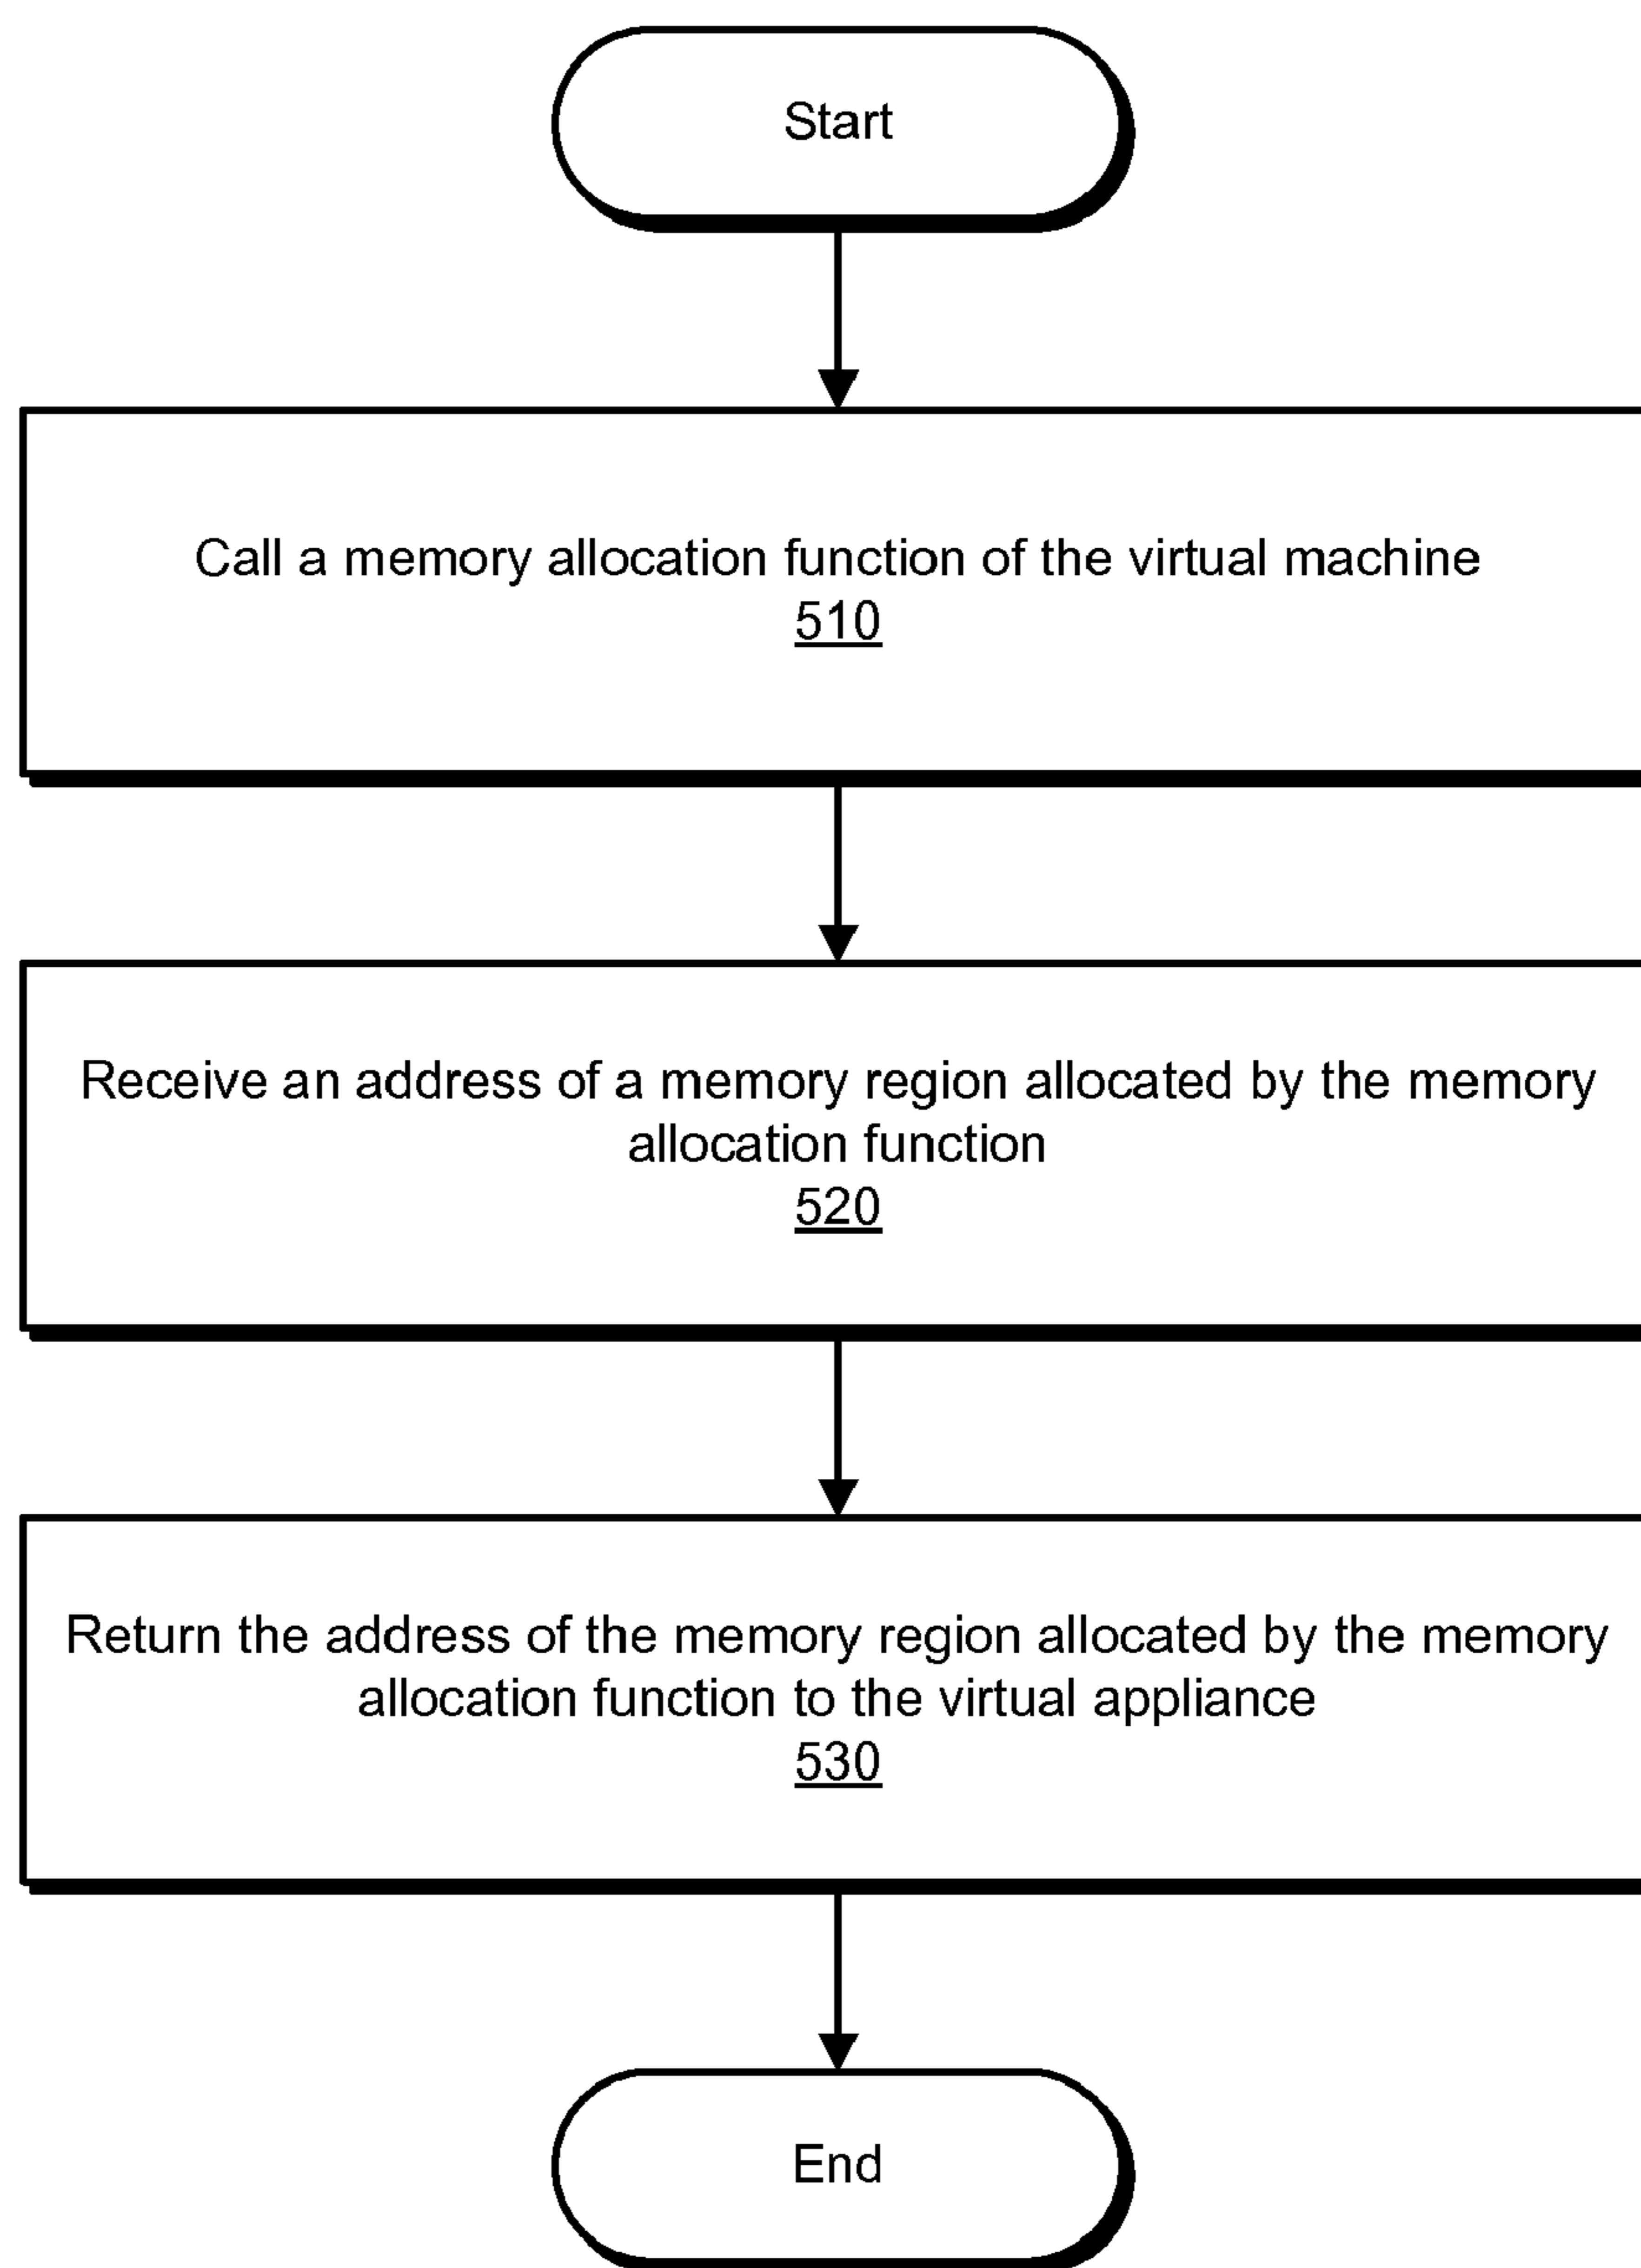 Start
Call a memory allocation function of the virtual machine
510
Receive an address of a memory region allocated by the memory
allocation function
520
Return the address of the memory region allocated by the memory
allocation function to the virtual appliance
530
End